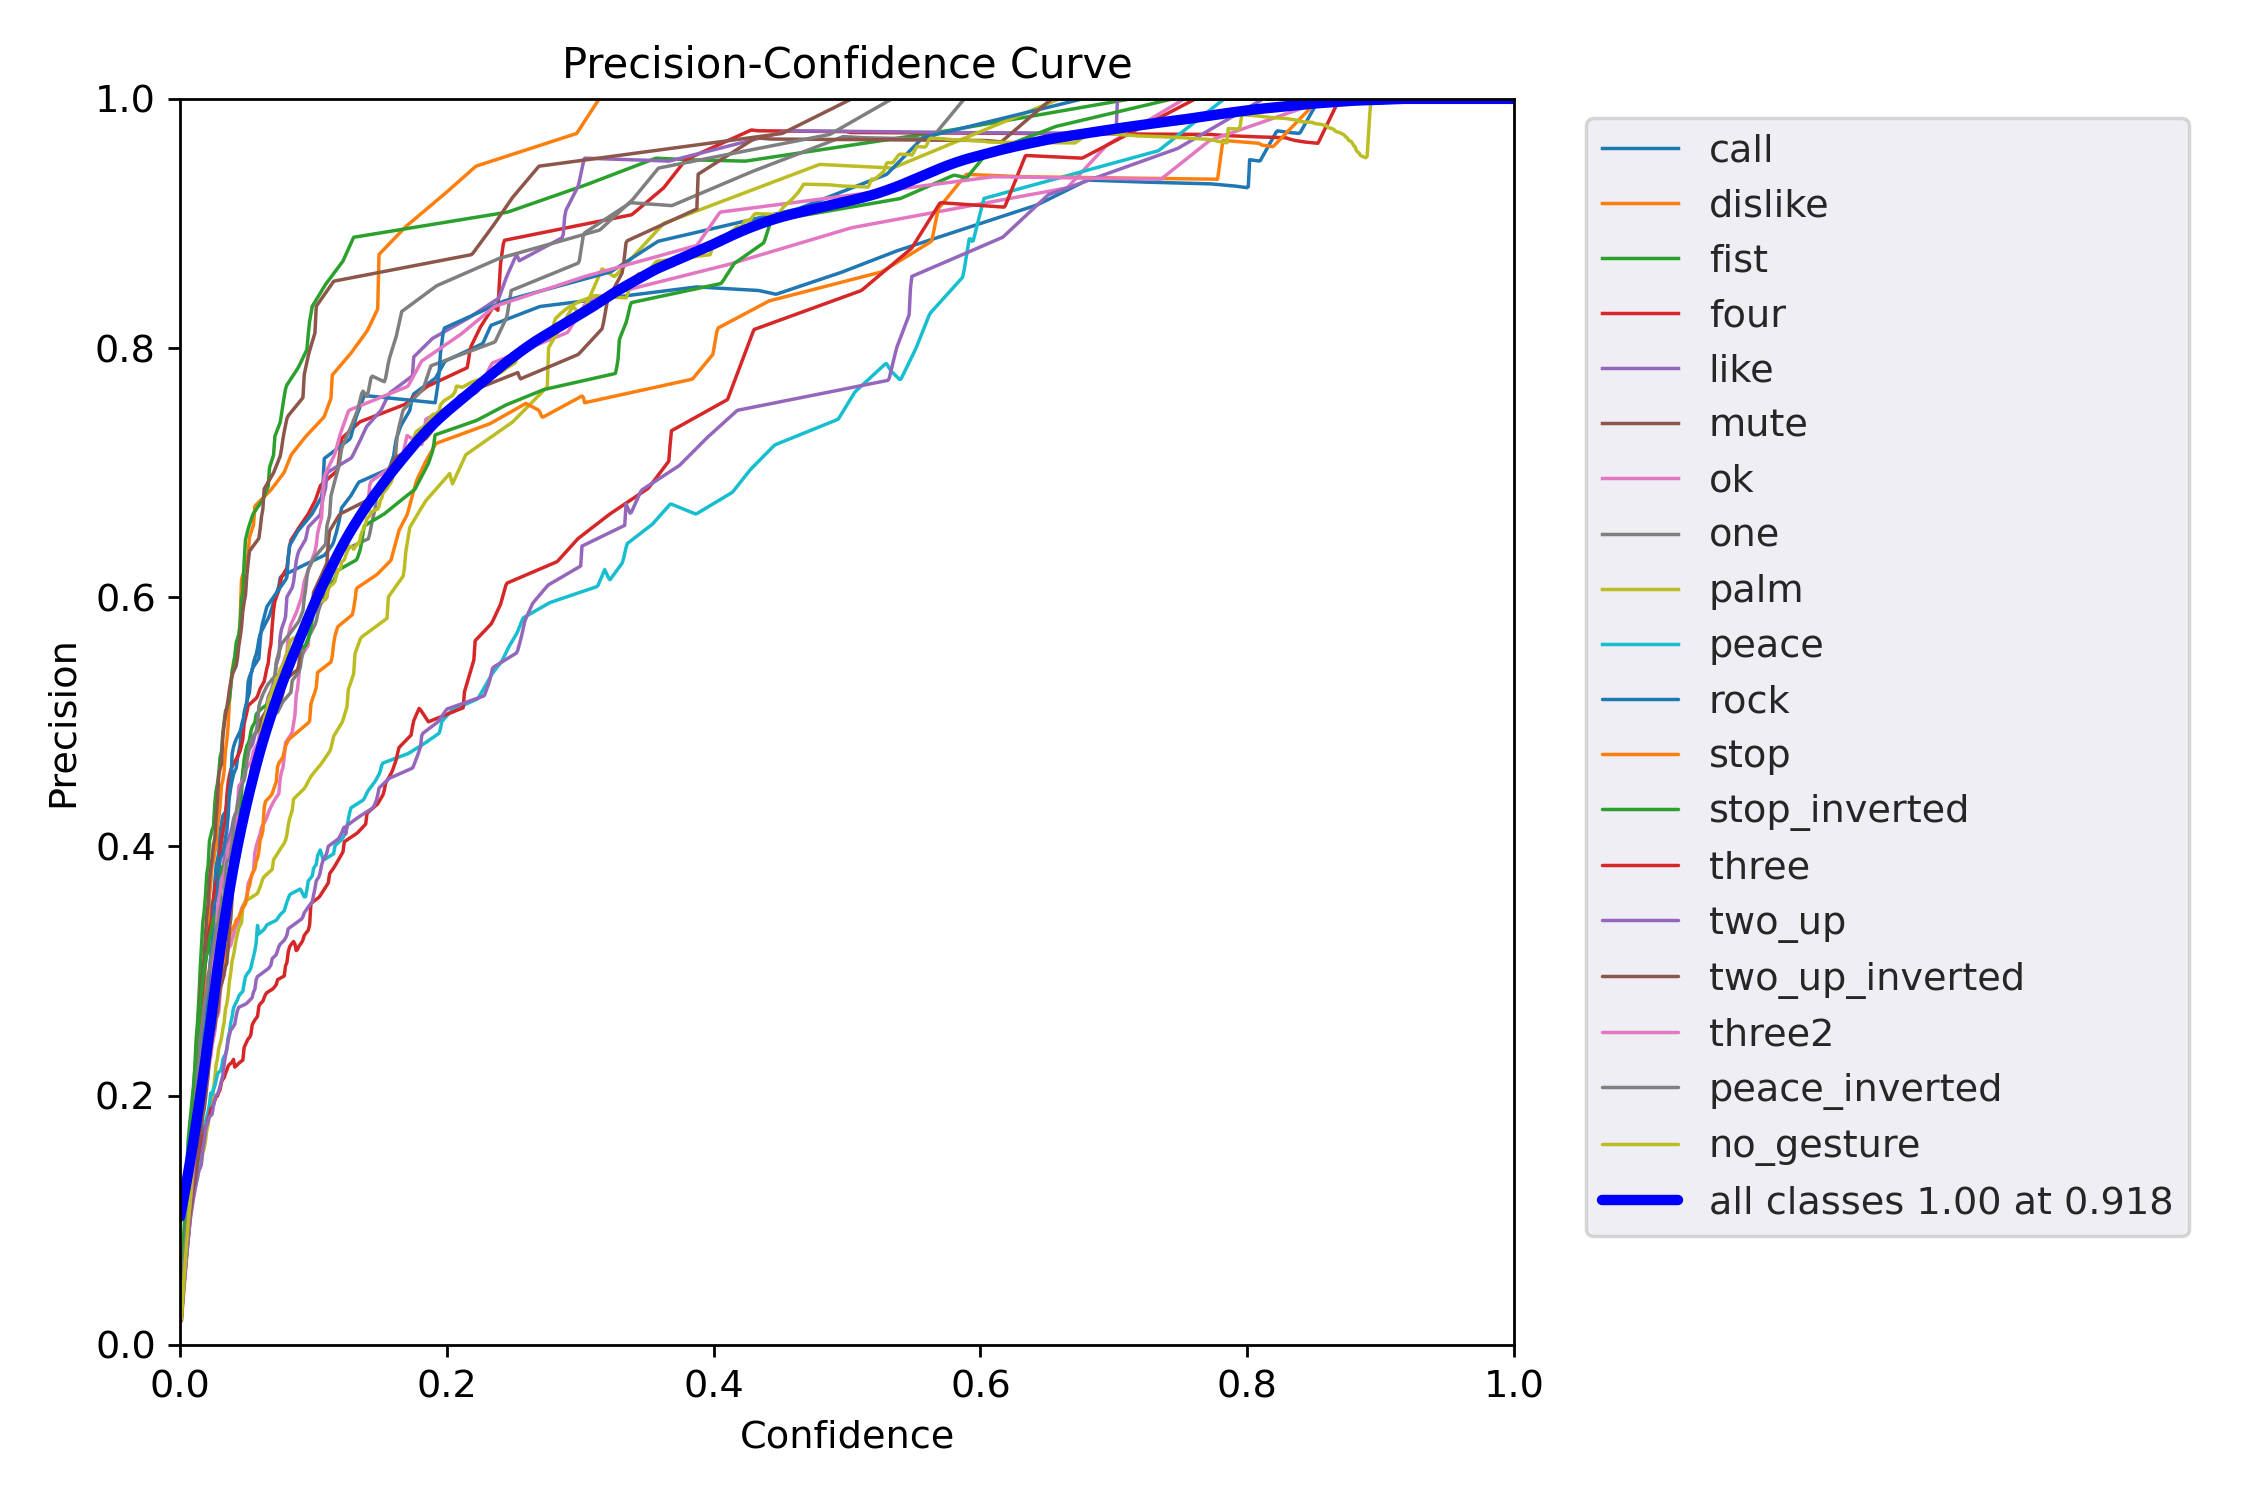 Precision-Confidence Curve
1.0
0.8
0.6
0.4
0.2
0.0
Precision
0.0 0.2 0.4 0.6 0.8 1.0
Confidence
call
dislike
fist
four
like
mute
ok
one
palm
peace
rock
stop
stop_inverted
three
two_up
two_up_inverted
three2
peace_inverted
no_gesture
all classes 1.00 at 0.918